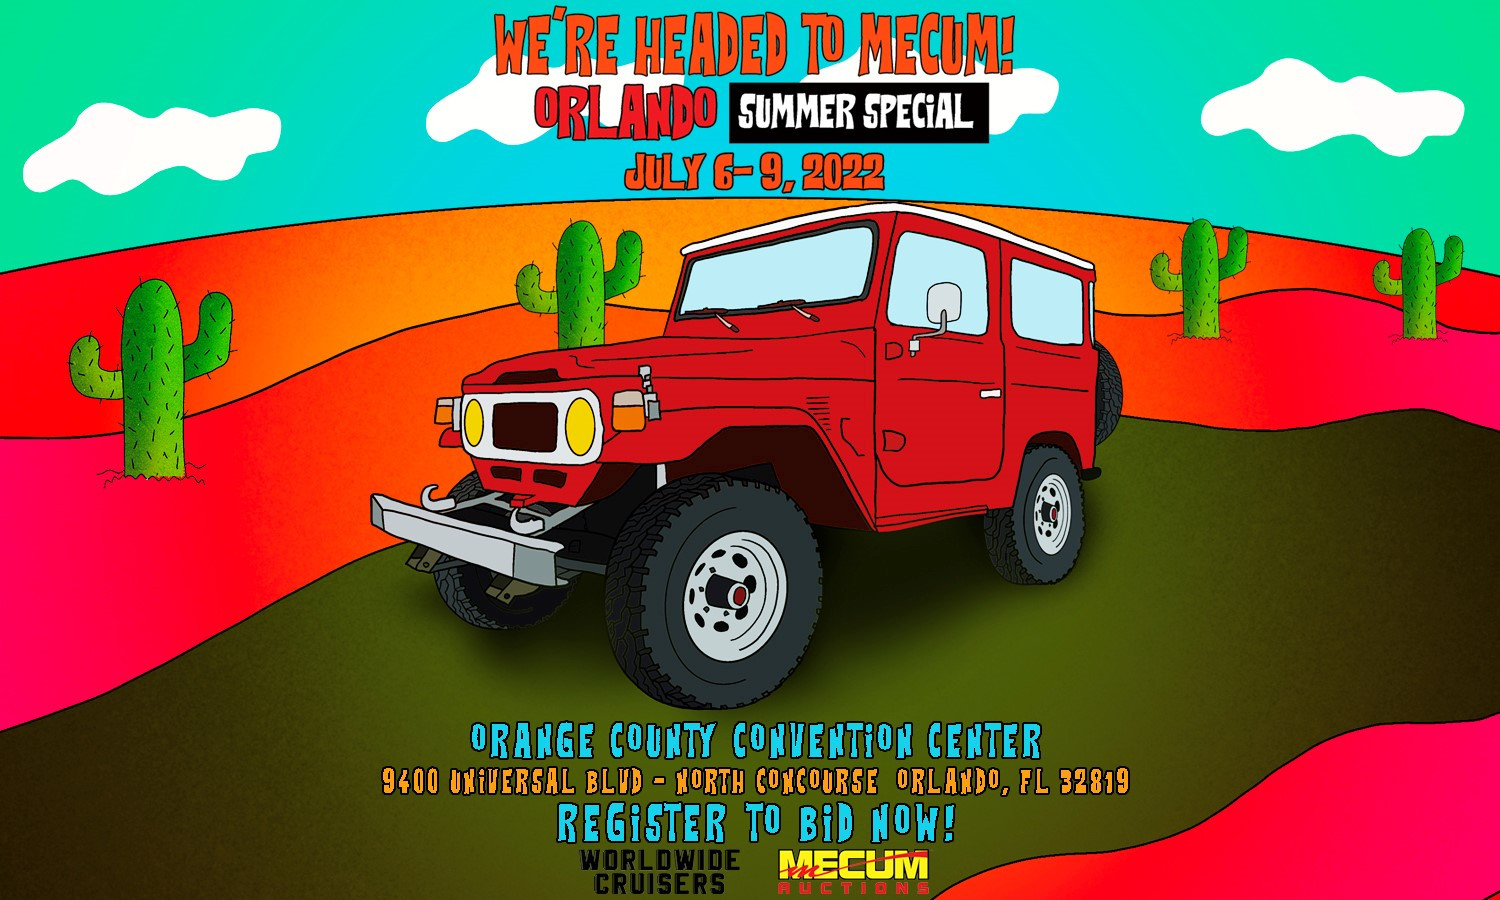 WE'RE HEADED TO MECUM!
ORLANDO SUMMER SPECiAL
JULY 6-9, 2022
ORANGE COUNTY CONVENTiON CENTER
9400 UNiVERSAL BLVD - NORTH CONCOURSE ORLANDO, FL 32819
REGiSTER TO BiD NOW!
WORLDWIDE
CRUISERS
MECUM
AUCTIONS